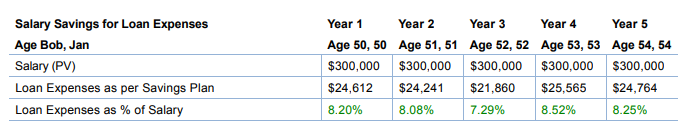 Salary Savings for Loan Expenses Year 1 Year 2 Year 3 Year 4 Year 5
Age Bob, Jan Age 50, 50 Age 51, 51 Age 52, 52 Age 53, 53 Age 54, 54
Salary (PV) $300,000 $300,000 $300,000 $300,000 $300,000
Loan Expenses as per Savings Plan $24,612 $24,241 $21,860 $25,565 $24,764
Loan Expenses as % of Salary 8.20% 8.08% 7.29% 8.52% 8.25%